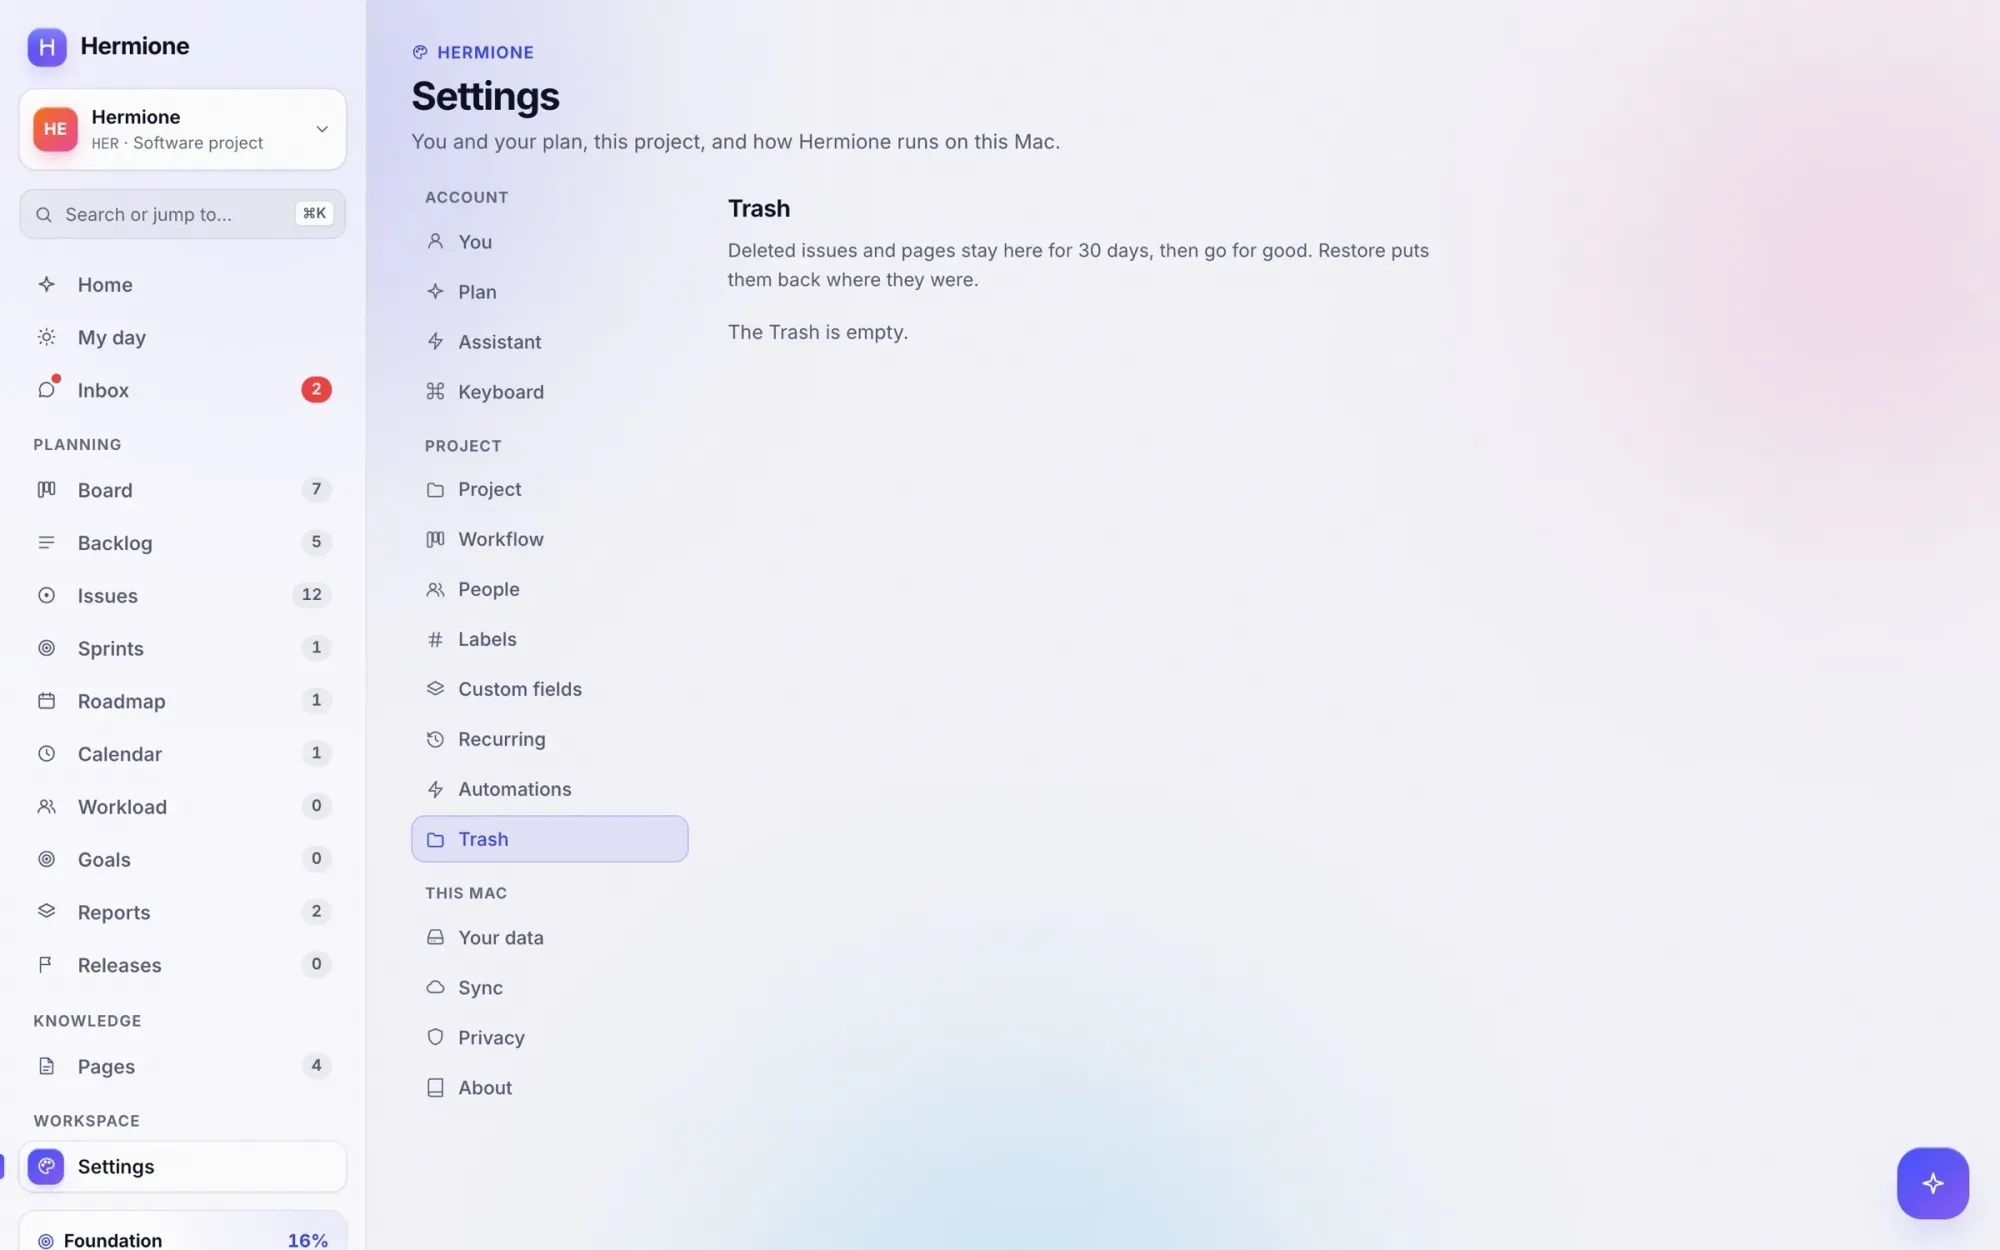 H Hermione
HE
Hermione
HER · Software project
Search or jump to... ⌘K
Home
My day
Inbox 2
PLANNING
Board 7
Backlog 5
Issues 12
Sprints 1
Roadmap 1
Calendar 1
Workload 0
Goals 0
Reports 2
Releases 0
KNOWLEDGE
Pages 4
WORKSPACE
Settings
Foundation 16%
HERMIONE
Settings
You and your plan, this project, and how Hermione runs on this Mac.
ACCOUNT
You
Plan
Assistant
Keyboard
PROJECT
Project
Workflow
People
Labels
Custom fields
Recurring
Automations
Trash
THIS MAC
Your data
Sync
Privacy
About
Trash
Deleted issues and pages stay here for 30 days, then go for good. Restore puts
them back where they were.
The Trash is empty.